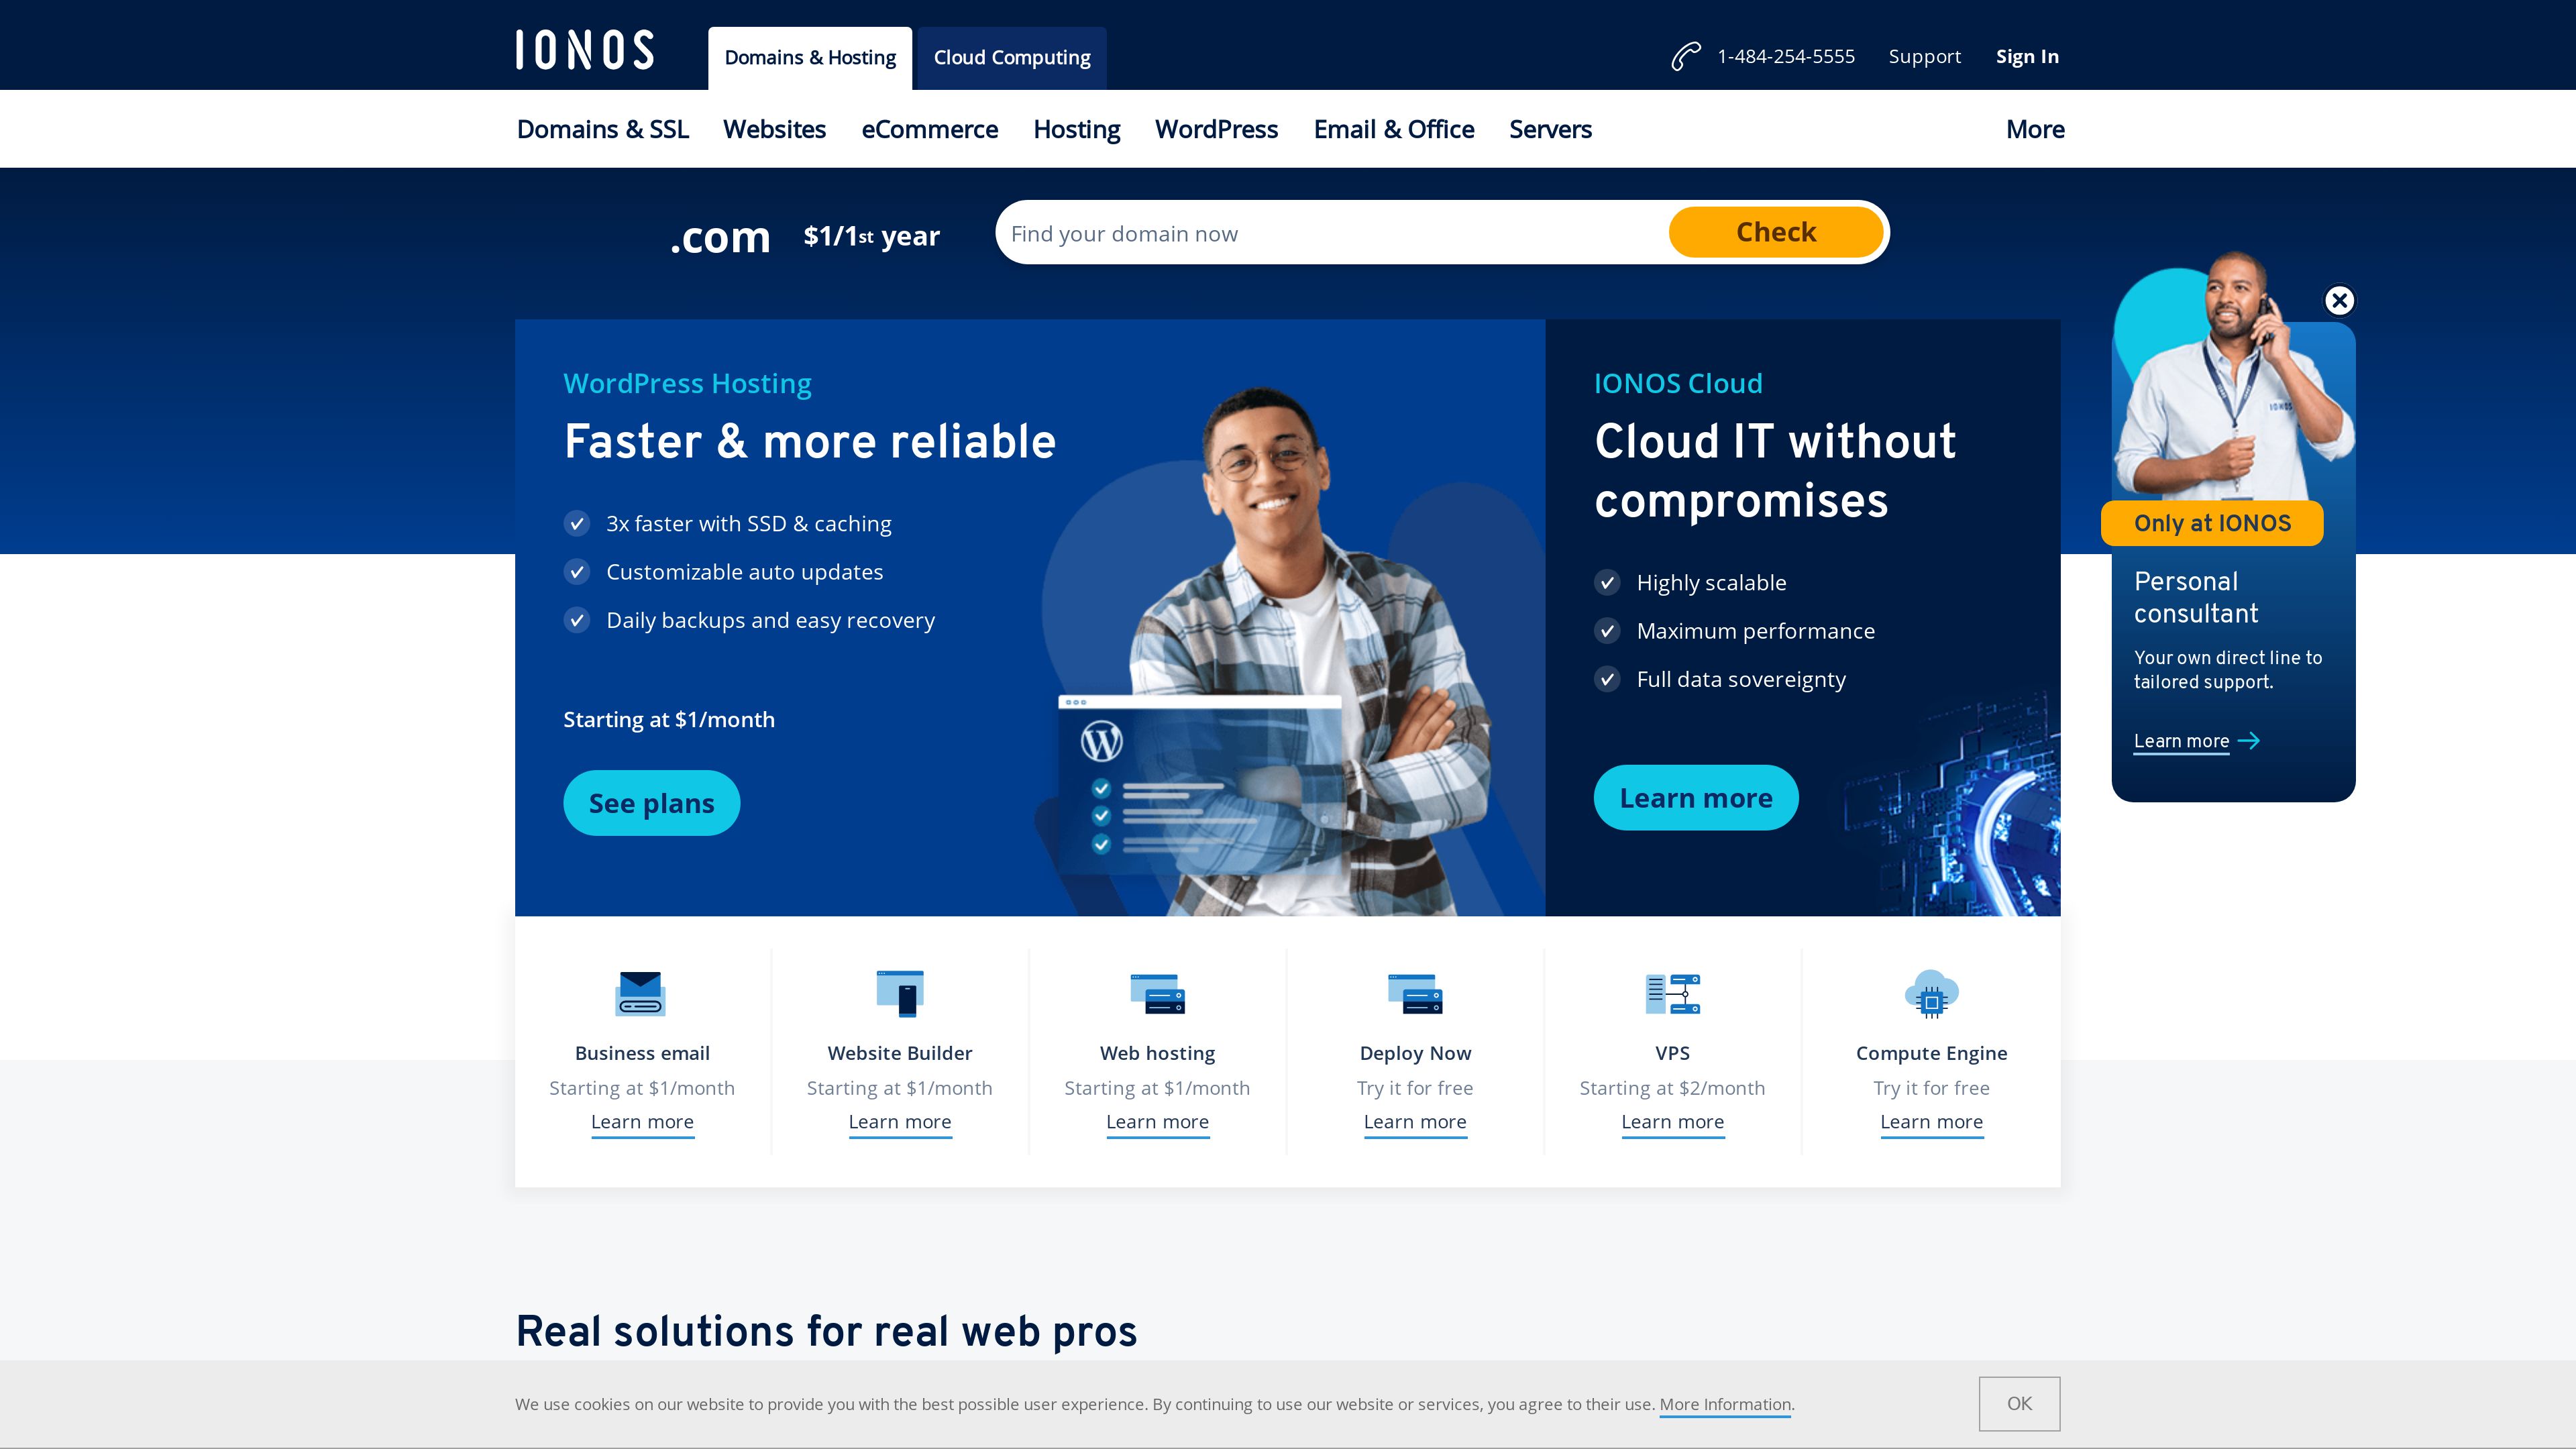 IONOS
Domains & Hosting
Cloud Computing
1-484-254-5555
Support
Sign In
Domains & SSL
Websites
eCommerce
Hosting
WordPress
Email & Office
Servers
More
.com
$1/1st year
Find your domain now
Check
WordPress Hosting
Faster & more reliable
3x faster with SSD & caching
Customizable auto updates
Daily backups and easy recovery
Starting at $1/month
See plans
IONOS Cloud
Cloud IT without
compromises
Highly scalable
Maximum performance
Full data sovereignty
Learn more
IONOS
Only at IONOS
Personal
consultant
Your own direct line to
tailored support.
Learn more
Business email
Starting at $1/month
Learn more
Website Builder
Starting at $1/month
Learn more
Web hosting
Starting at $1/month
Learn more
Deploy Now
Try it for free
Learn more
VPS
Starting at $2/month
Learn more
Compute Engine
Try it for free
Learn more
Real solutions for real web pros
We use cookies on our website to provide you with the best possible user experience. By continuing to use our website or services, you agree to their use. More Information.
OK